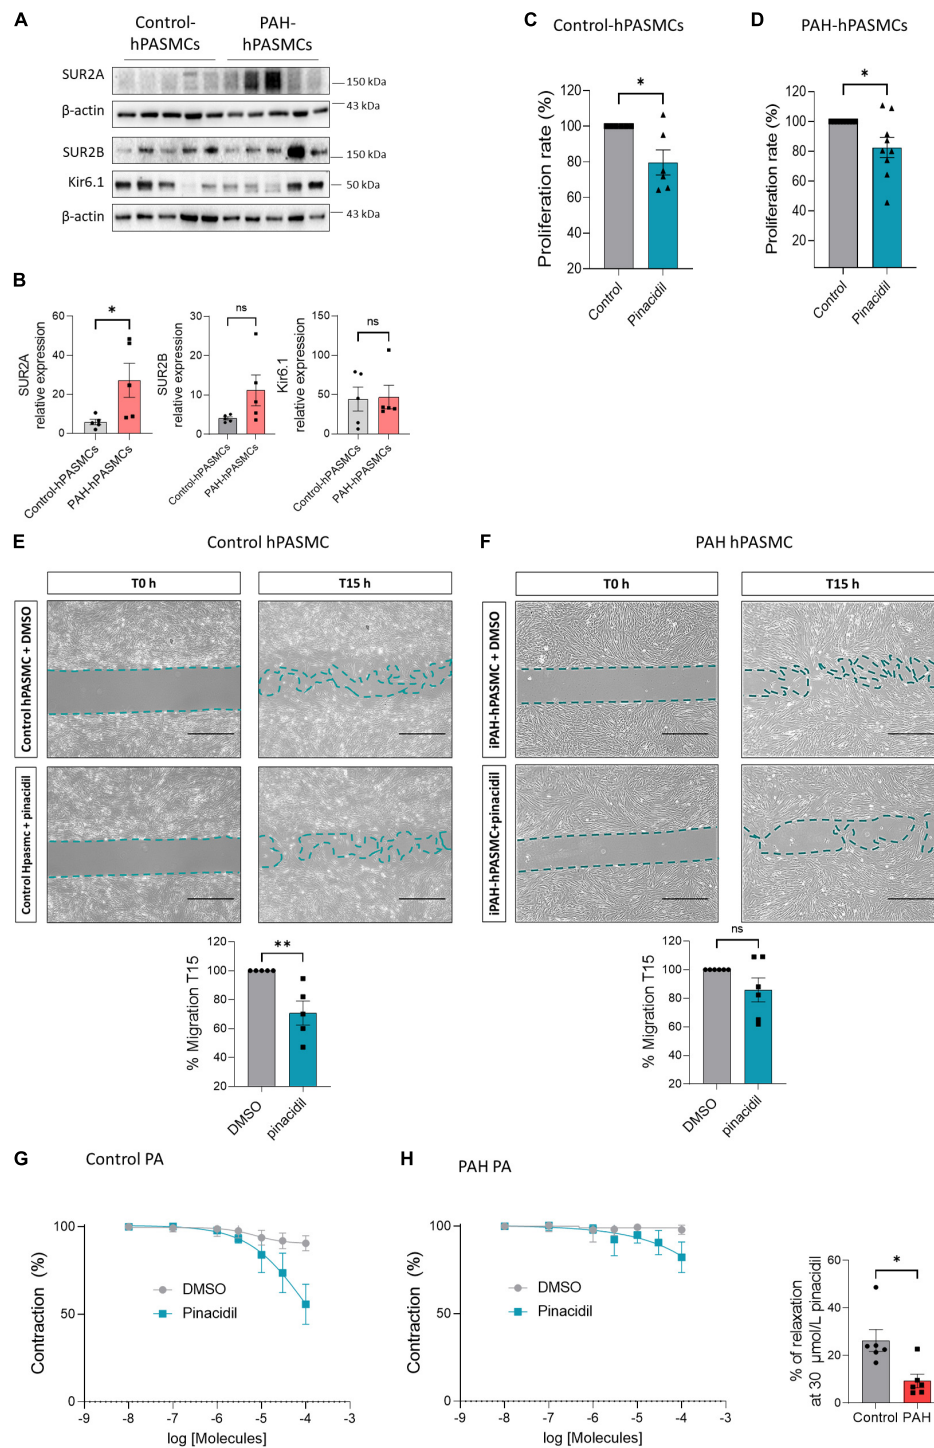 A
Control-
hPASMCs
PAH-
hPASMCs
SUR2A
150 kDa
β-actin
43 kDa
SUR2B
150 kDa
Kir6.1
50 kDa
β-actin
43 kDa
B
SUR2A
relative expression
60
40
20
0
*
Control-hPASMCs
PAH-hPASMCs
SUR2B
relative expression
30
20
10
0
ns
Control-hPASMCs
PAH-hPASMCs
Kir6.1
relative expression
150
100
50
0
ns
Control-hPASMCs
PAH-hPASMCs
C
Control-hPASMCs
Proliferation rate (%)
120
100
80
60
40
20
*
Control
Pinacidil
D
PAH-hPASMCs
Proliferation rate (%)
120
100
80
60
40
20
*
Control
Pinacidil
E
Control hPASMC
T0 h
T15 h
Control hPASMC + DMSO
Control Hpasmc + pinacidil
% Migration T15
120
100
80
60
40
20
**
DMSO
pinacidil
F
PAH hPASMC
T0 h
T15 h
iPAH-hPASMC + DMSO
iPAH-hPASMC+pinacidil
% Migration T15
120
100
80
60
40
20
ns
DMSO
pinacidil
G
Control PA
Contraction (%)
100
50
0
DMSO
Pinacidil
-9
-8
-7
-6
-5
-4
-3
log [Molecules]
H
PAH PA
Contraction (%)
100
50
0
DMSO
Pinacidil
-9
-8
-7
-6
-5
-4
-3
log [Molecules]
% of relaxation
at 30 µmol/L pinacidil
60
40
20
0
*
Control
PAH